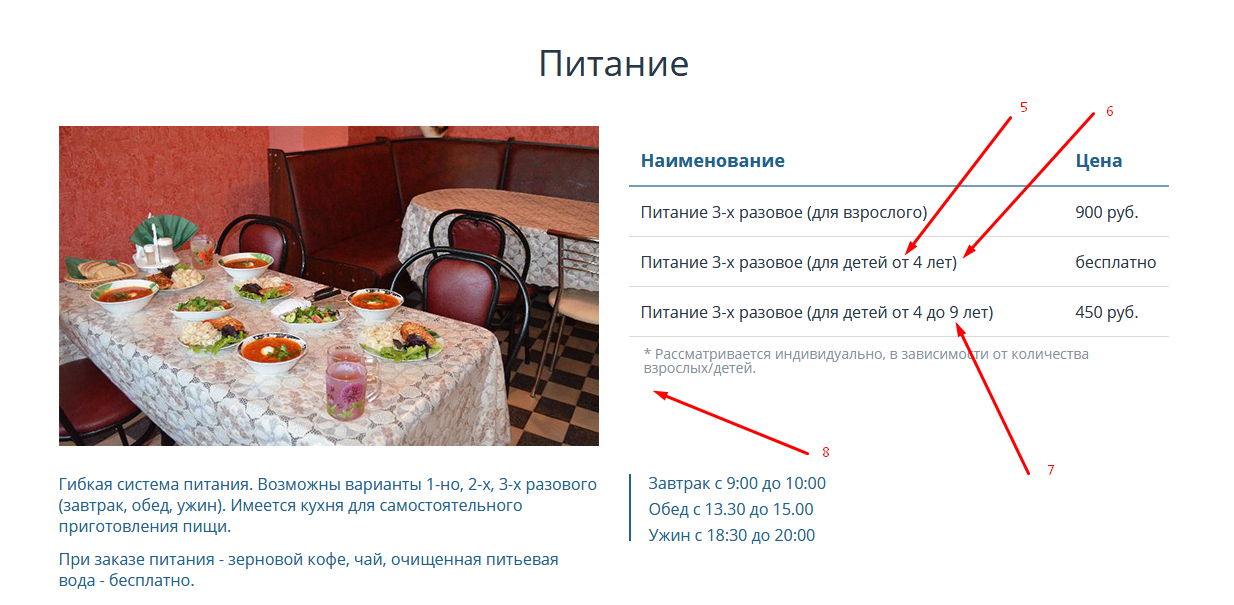 Питание
5
6
Наименование Цена
Питание 3-х разовое (для взрослого) 900 руб.
Питание 3-х разовое (для детей от 4 лет) бесплатно
Питание 3-х разовое (для детей от 4 до 9 лет) 450 руб.
* Рассматривается индивидуально, в зависимости от количества
взрослых/детей.
8
7
Гибкая система питания. Возможны варианты 1-но, 2-х, 3-х разового
(завтрак, обед, ужин). Имеется кухня для самостоятельного
приготовления пищи.
При заказе питания - зерновой кофе, чай, очищенная питьевая
вода - бесплатно.
Завтрак с 9:00 до 10:00
Обед с 13.30 до 15.00
Ужин с 18:30 до 20:00